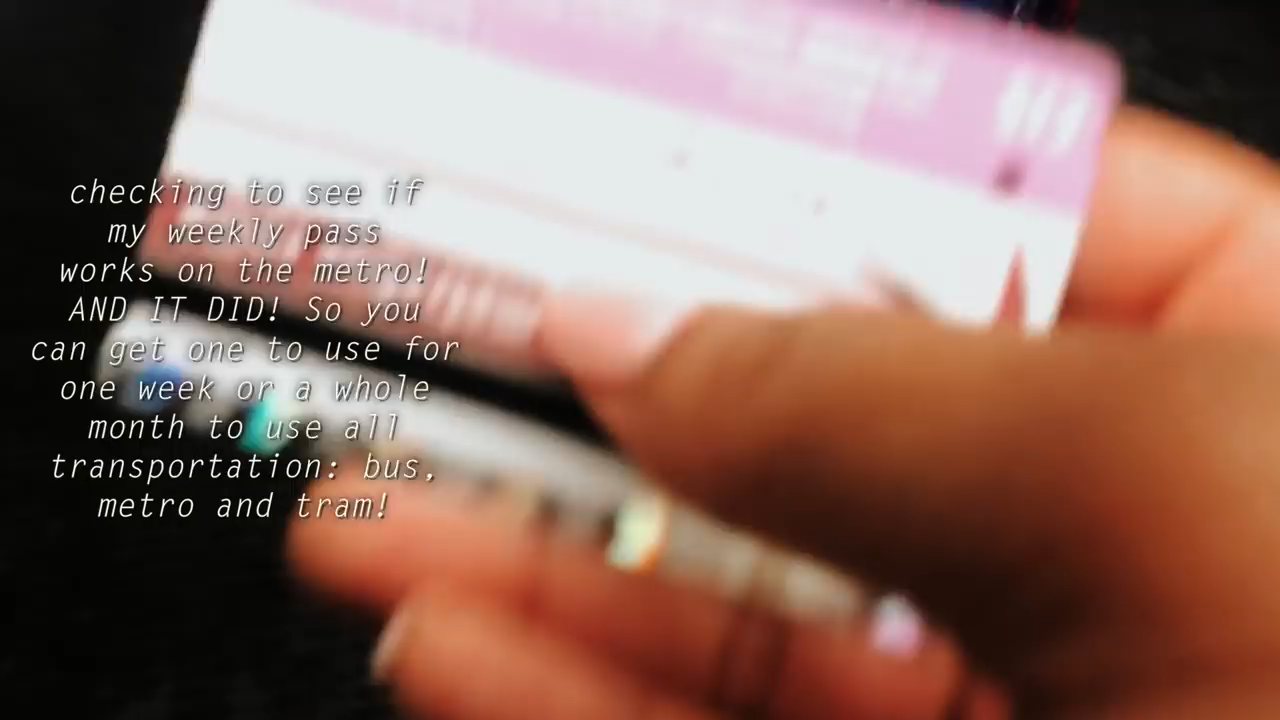 checking to see if
my weekly pass
works on the metro!
AND IT DID! So you
can get one to use for
one week or a whole
month to use all
transportation: bus,
metro and tram!